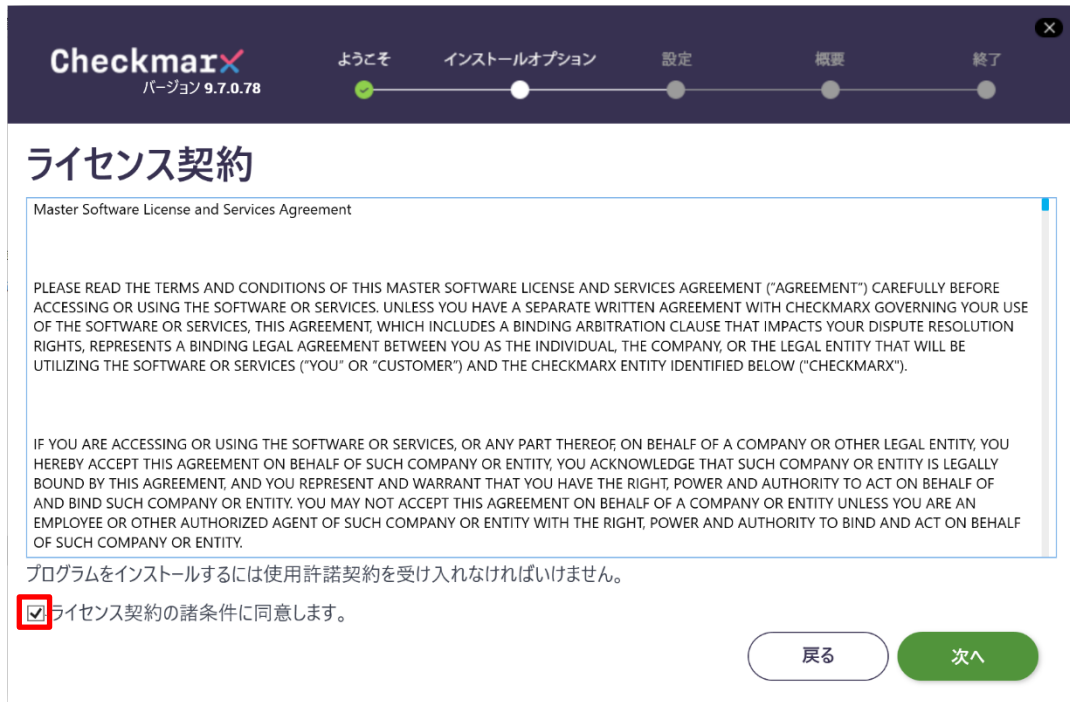 Checkmarx
バージョン 9.7.0.78
ようこそ
インストールオプション
設定
概要
終了
ライセンス契約
Master Software License and Services Agreement
PLEASE READ THE TERMS AND CONDITIONS OF THIS MASTER SOFTWARE LICENSE AND SERVICES AGREEMENT (“AGREEMENT”) CAREFULLY BEFORE
ACCESSING OR USING THE SOFTWARE OR SERVICES. UNLESS YOU HAVE A SEPARATE WRITTEN AGREEMENT WITH CHECKMARX GOVERNING YOUR USE
OF THE SOFTWARE OR SERVICES, THIS AGREEMENT, WHICH INCLUDES A BINDING ARBITRATION CLAUSE THAT IMPACTS YOUR DISPUTE RESOLUTION
RIGHTS, REPRESENTS A BINDING LEGAL AGREEMENT BETWEEN YOU AS THE INDIVIDUAL, THE COMPANY, OR THE LEGAL ENTITY THAT WILL BE
UTILIZING THE SOFTWARE OR SERVICES (“YOU” OR “CUSTOMER”) AND THE CHECKMARX ENTITY IDENTIFIED BELOW ("CHECKMARX").
IF YOU ARE ACCESSING OR USING THE SOFTWARE OR SERVICES, OR ANY PART THEREOF, ON BEHALF OF A COMPANY OR OTHER LEGAL ENTITY, YOU
HEREBY ACCEPT THIS AGREEMENT ON BEHALF OF SUCH COMPANY OR ENTITY, YOU ACKNOWLEDGE THAT SUCH COMPANY OR ENTITY IS LEGALLY
BOUND BY THIS AGREEMENT, AND YOU REPRESENT AND WARRANT THAT YOU HAVE THE RIGHT, POWER AND AUTHORITY TO ACT ON BEHALF OF
AND BIND SUCH COMPANY OR ENTITY. YOU MAY NOT ACCEPT THIS AGREEMENT ON BEHALF OF A COMPANY OR ENTITY UNLESS YOU ARE AN
EMPLOYEE OR OTHER AUTHORIZED AGENT OF SUCH COMPANY OR ENTITY WITH THE RIGHT, POWER AND AUTHORITY TO BIND AND ACT ON BEHALF
OF SUCH COMPANY OR ENTITY.
プログラムをインストールするには使用許諾契約を受け入れなければいけません。
ライセンス契約の諸条件に同意します。
戻る
次へ